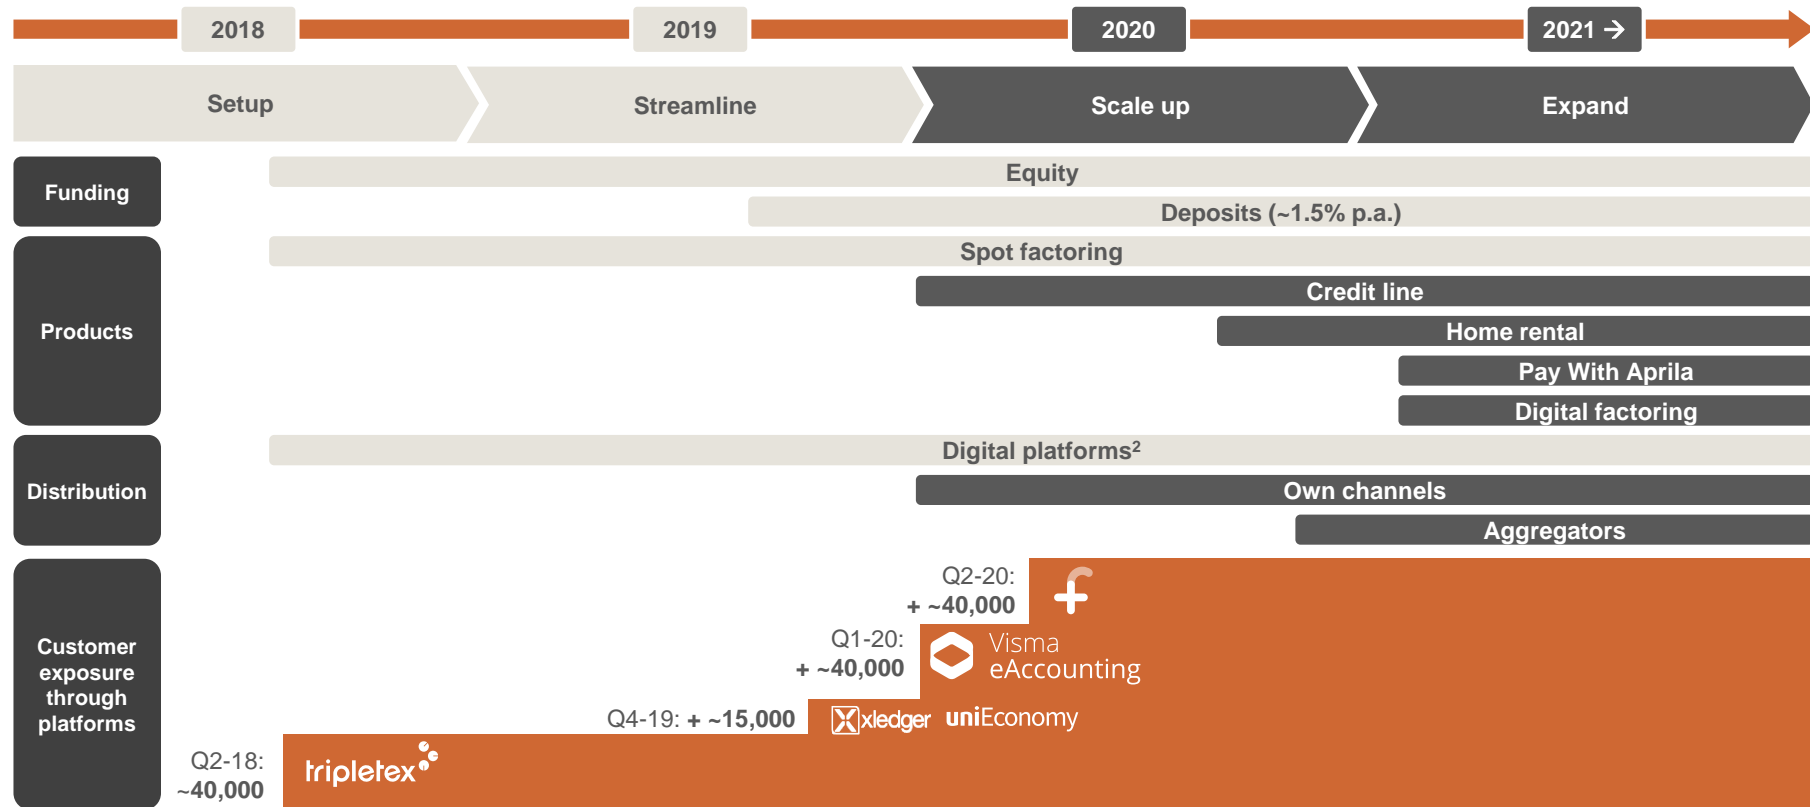 2018
2019
2020
2021 →
Setup
Streamline
Scale up
Expand
Funding
Equity
Deposits (~1.5% p.a.)
Products
Spot factoring
Credit line
Home rental
Pay With Aprila
Digital factoring
Distribution
Digital platforms²
Own channels
Aggregators
Customer
exposure
through
platforms
Q2-20:
+ ~40,000
Q1-20:
+ ~40,000
Visma
eAccounting
Q4-19: + ~15,000
xledger
uniEconomy
Q2-18:
~40,000
tripletex